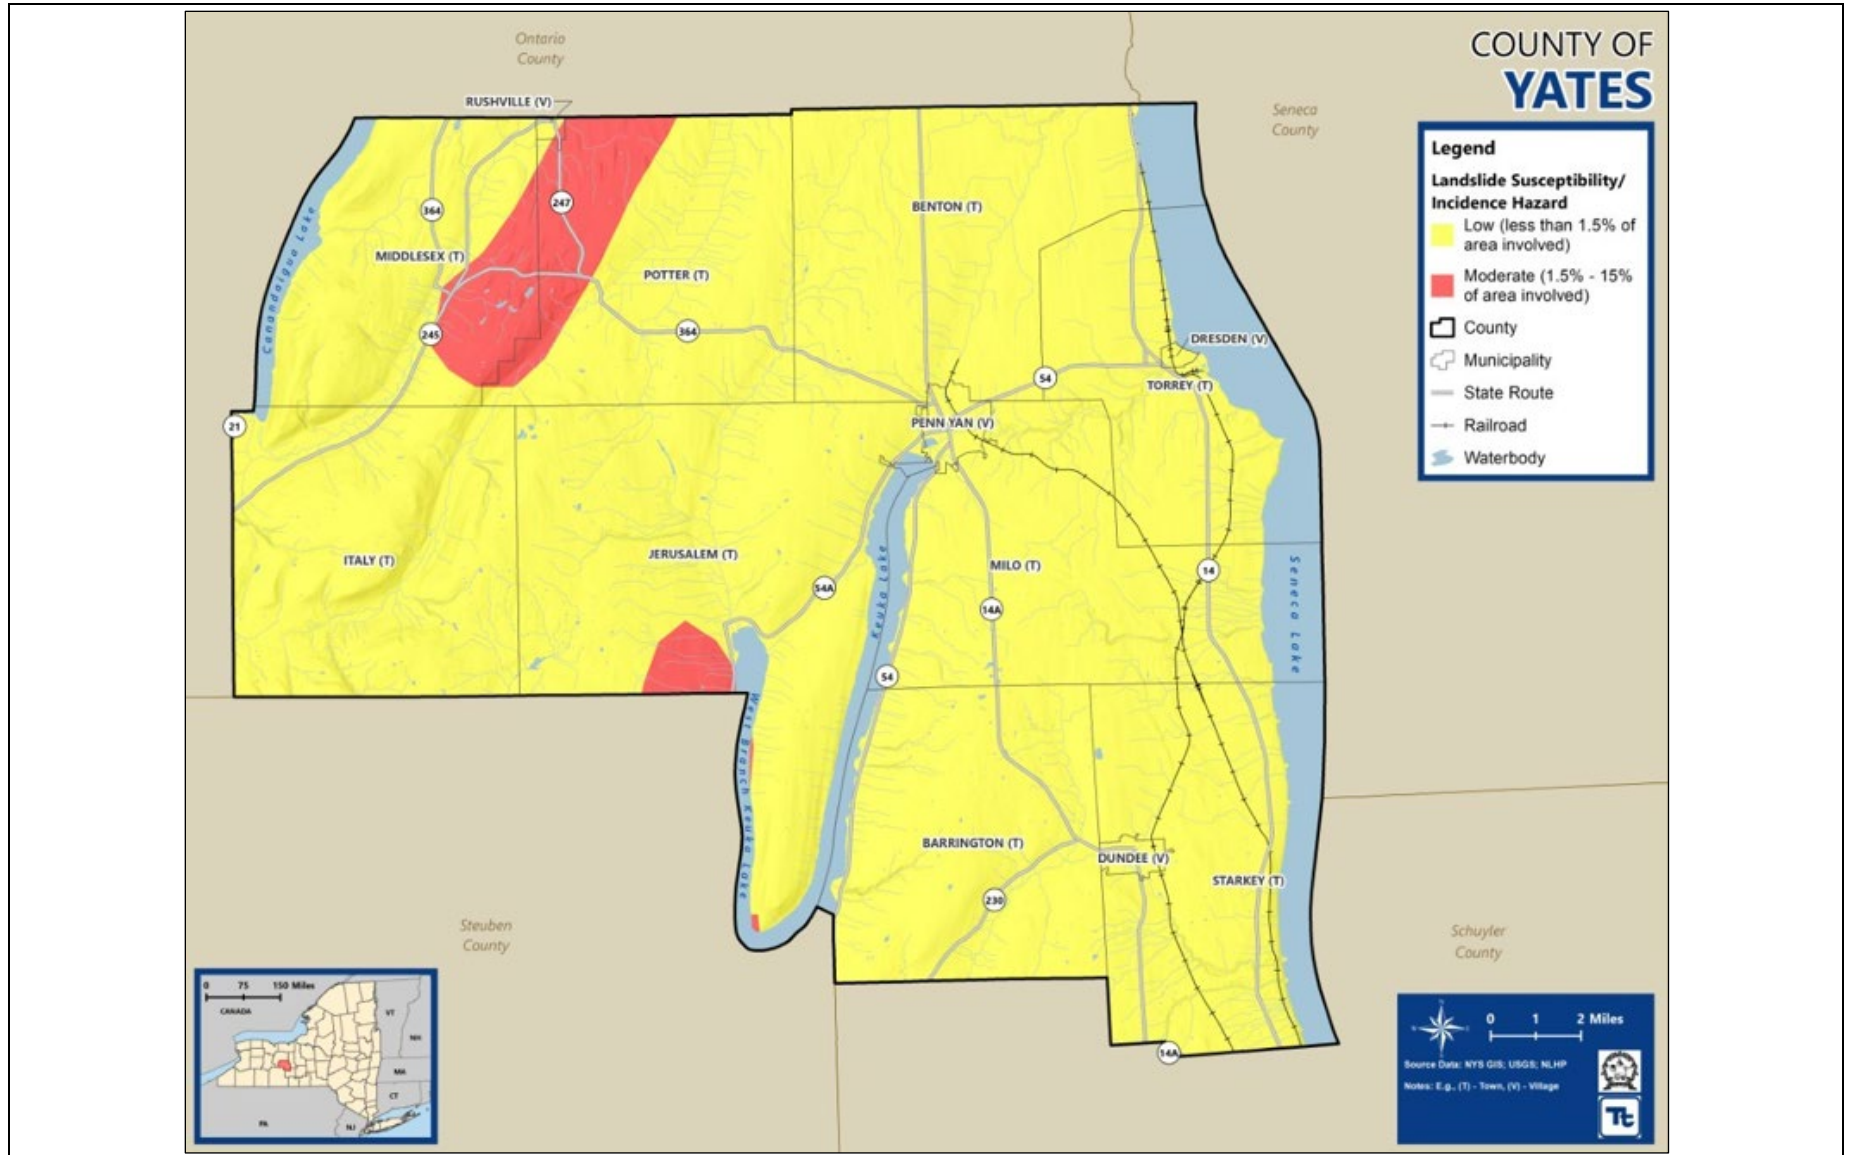 COUNTY OF
YATES
Ontario
County
Seneca
County
Legend
Landslide Susceptibility/
Incidence Hazard
Low (less than 1.5% of
area involved)
Moderate (1.5% - 15%
of area involved)
County
Municipality
State Route
Railroad
Waterbody
RUSHVILLE (V)
364
247
BENTON (T)
Canandaigua Lake
MIDDLESEX (T)
POTTER (T)
245
364
DRESDEN (V)
54
TORREY (T)
21
PENN YAN (V)
ITALY (T)
JERUSALEM (T)
54A
Keuka Lake
MILO (T)
14
14A
Seneca Lake
54
West Branch Keuka Lake
BARRINGTON (T)
DUNDEE (V)
STARKEY (T)
230
14A
Steuben
County
Schuyler
County
0 75 150 Miles
CANADA
VT
NH
MA
CT
PA
NJ
0 1 2 Miles
Source Data: NYS GIS; USGS; NLHP
Notes: E.g., (T) - Town, (V) - Village
Tt